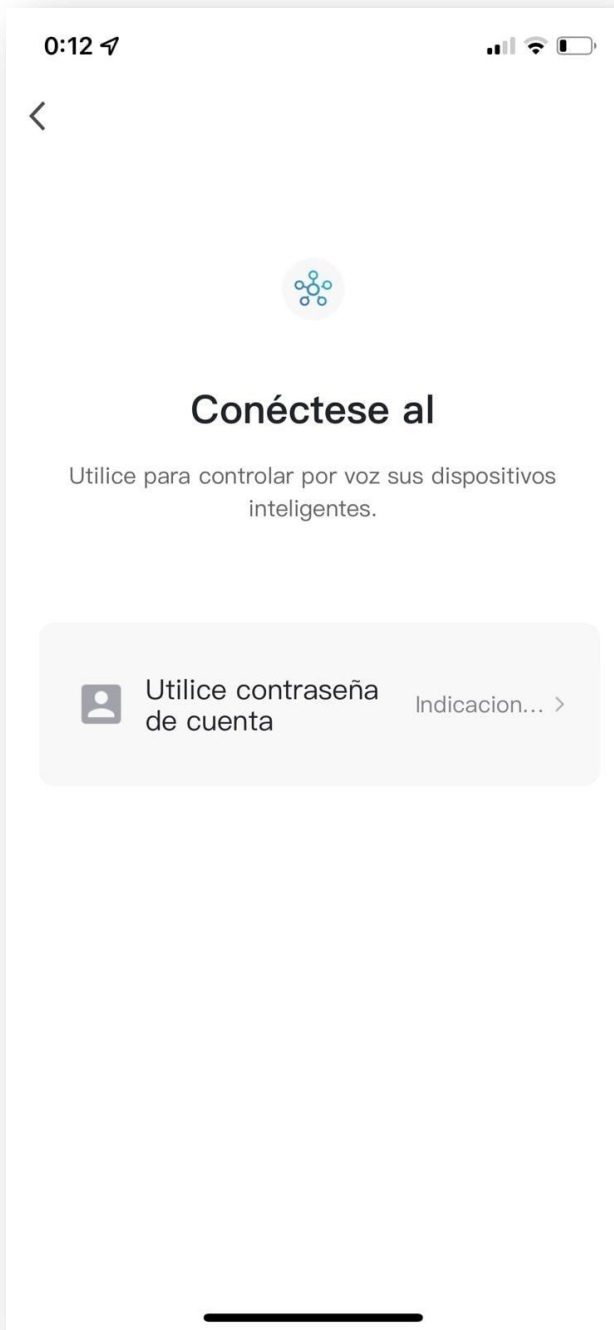 0:12
Conéctese al
Utilice para controlar por voz sus dispositivos
inteligentes.
Utilice contraseña
de cuenta
Indicacion...